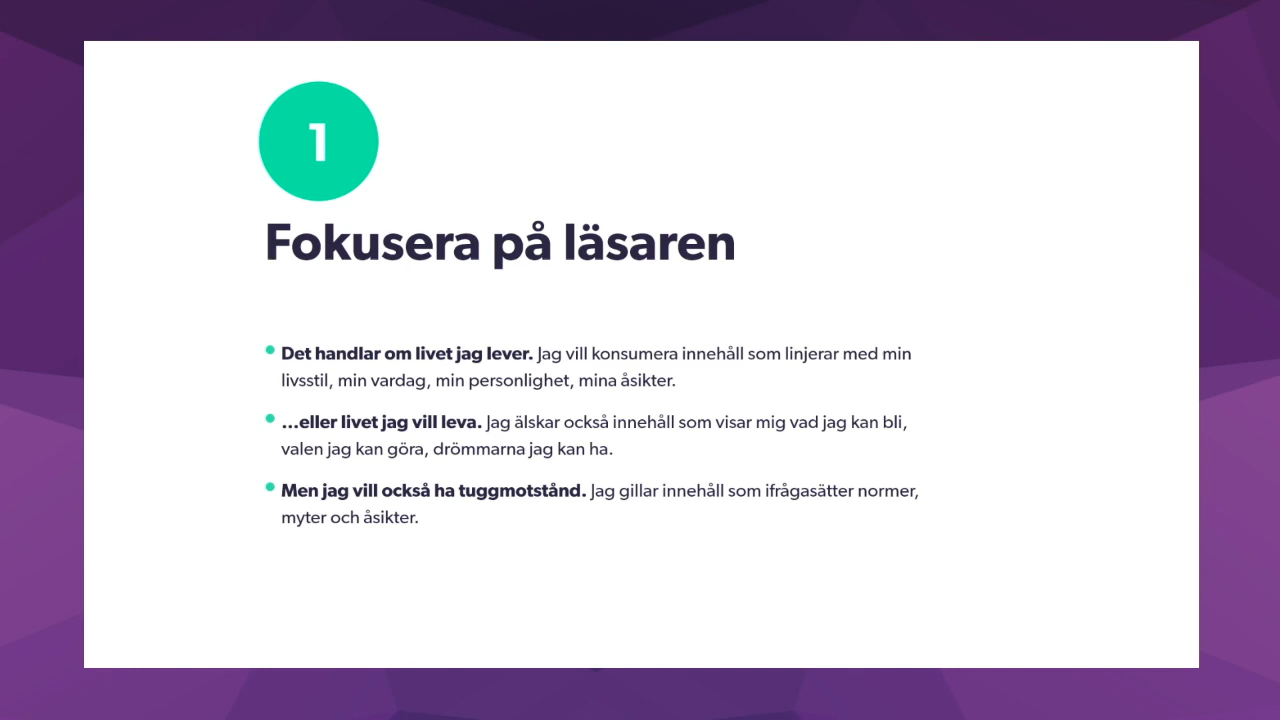 1
Fokusera på läsaren
Det handlar om livet jag lever. Jag vill konsumera innehåll som linjerar med min
livsstil, min vardag, min personlighet, mina åsikter.
...eller livet jag vill leva. Jag älskar också innehåll som visar mig vad jag kan bli,
valen jag kan göra, drömmarna jag kan ha.
Men jag vill också ha tuggmotstånd. Jag gillar innehåll som ifrågasätter normer,
myter och åsikter.